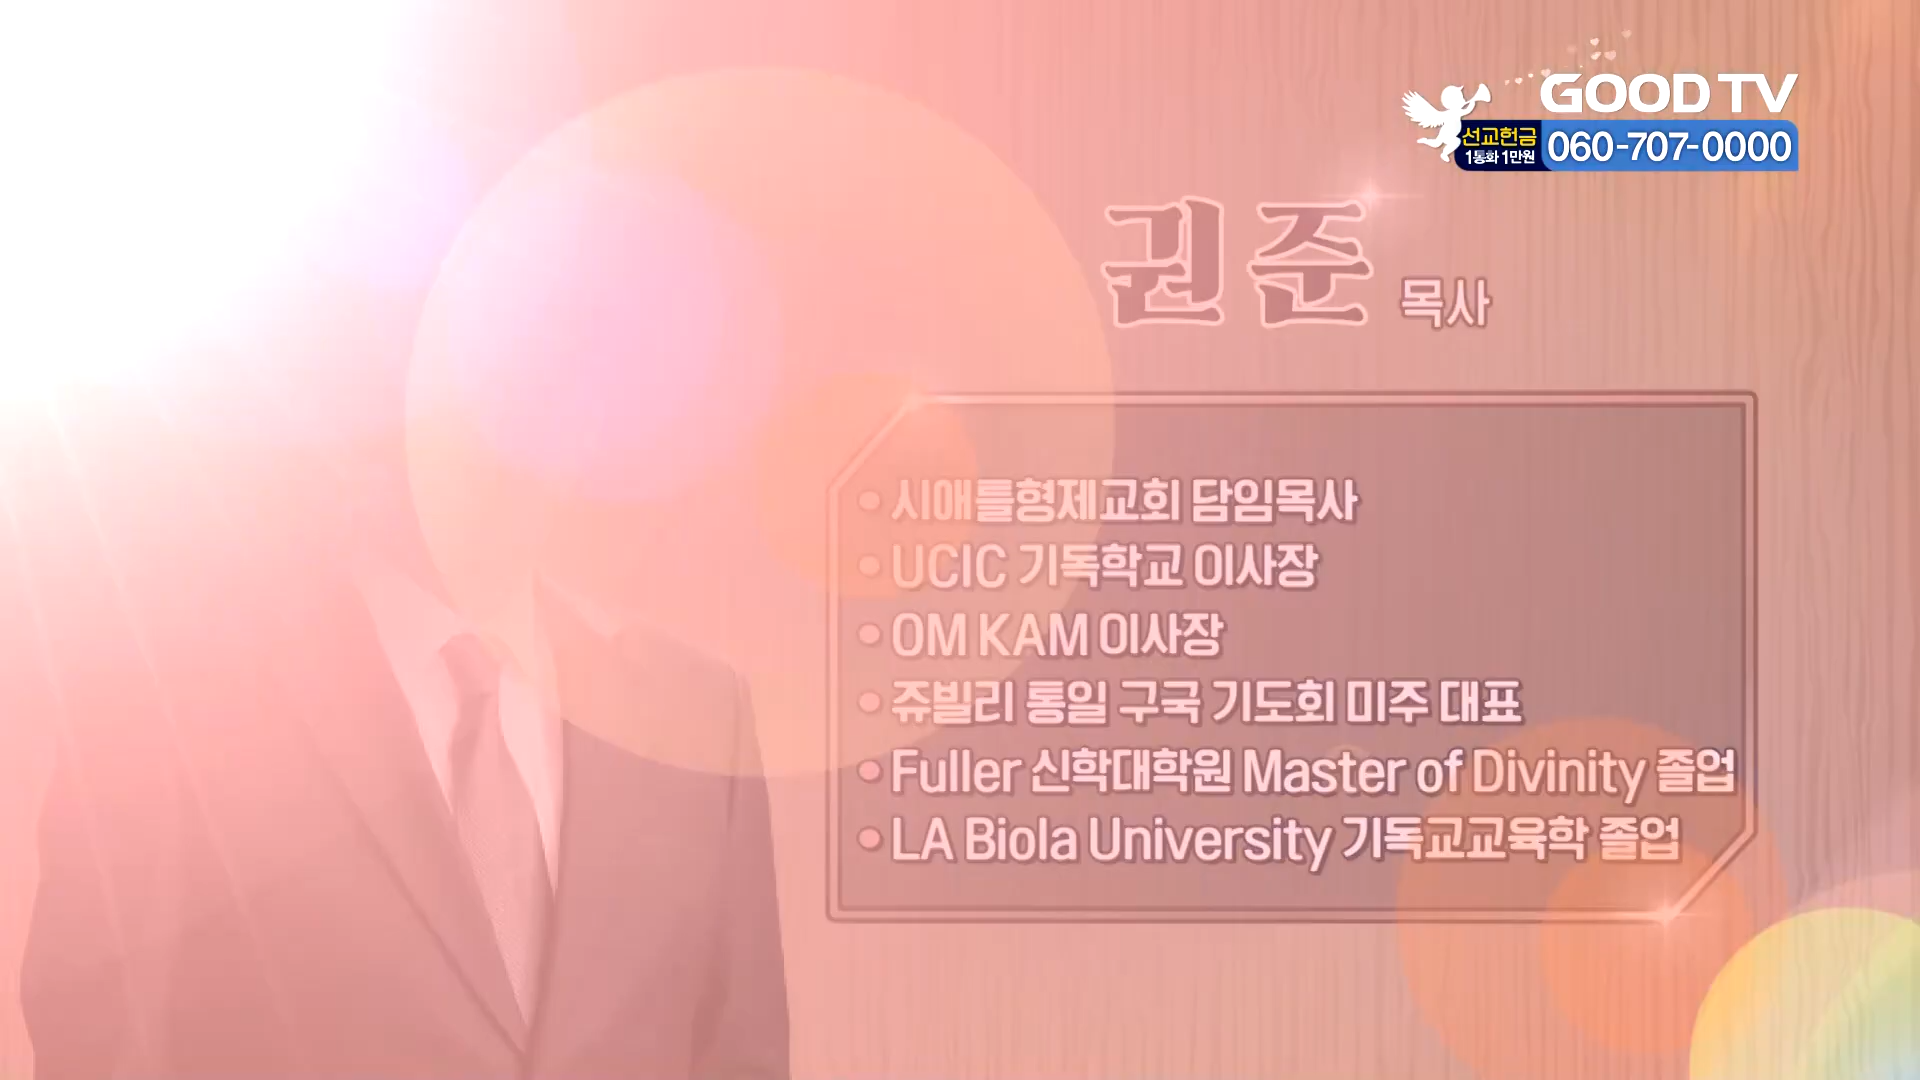 GOOD TV
선교헌금
1통화 1만원
060-707-0000
권준 목사
• 시애틀형제교회 담임목사
• UCIC 기독학교 이사장
• OM KAM 이사장
• 쥬빌리 통일 구국 기도회 미주 대표
• Fuller 신학대학원 Master of Divinity 졸업
• LA Biola University 기독교교육학 졸업